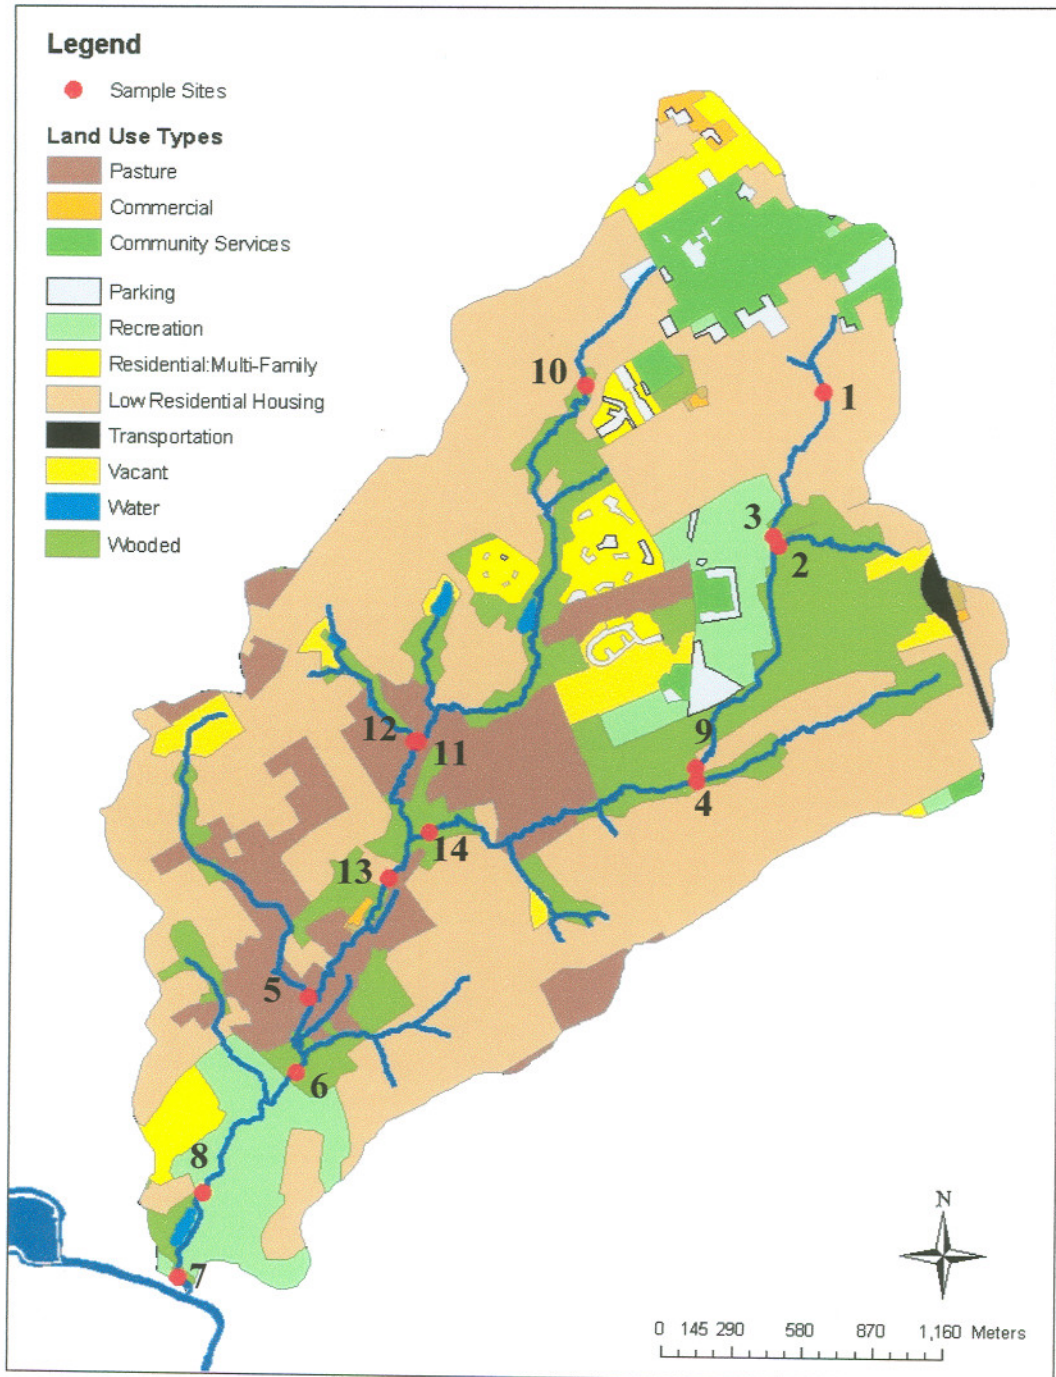 Legend
Sample Sites
Land Use Types
Pasture
Commercial
Community Services
Parking
Recreation
Residential:Multi-Family
Low Residential Housing
Transportation
Vacant
Water
Wooded
10
1
3
2
12
11
9
4
14
13
5
6
8
7
N
0 145 290 580 870 1,160 Meters